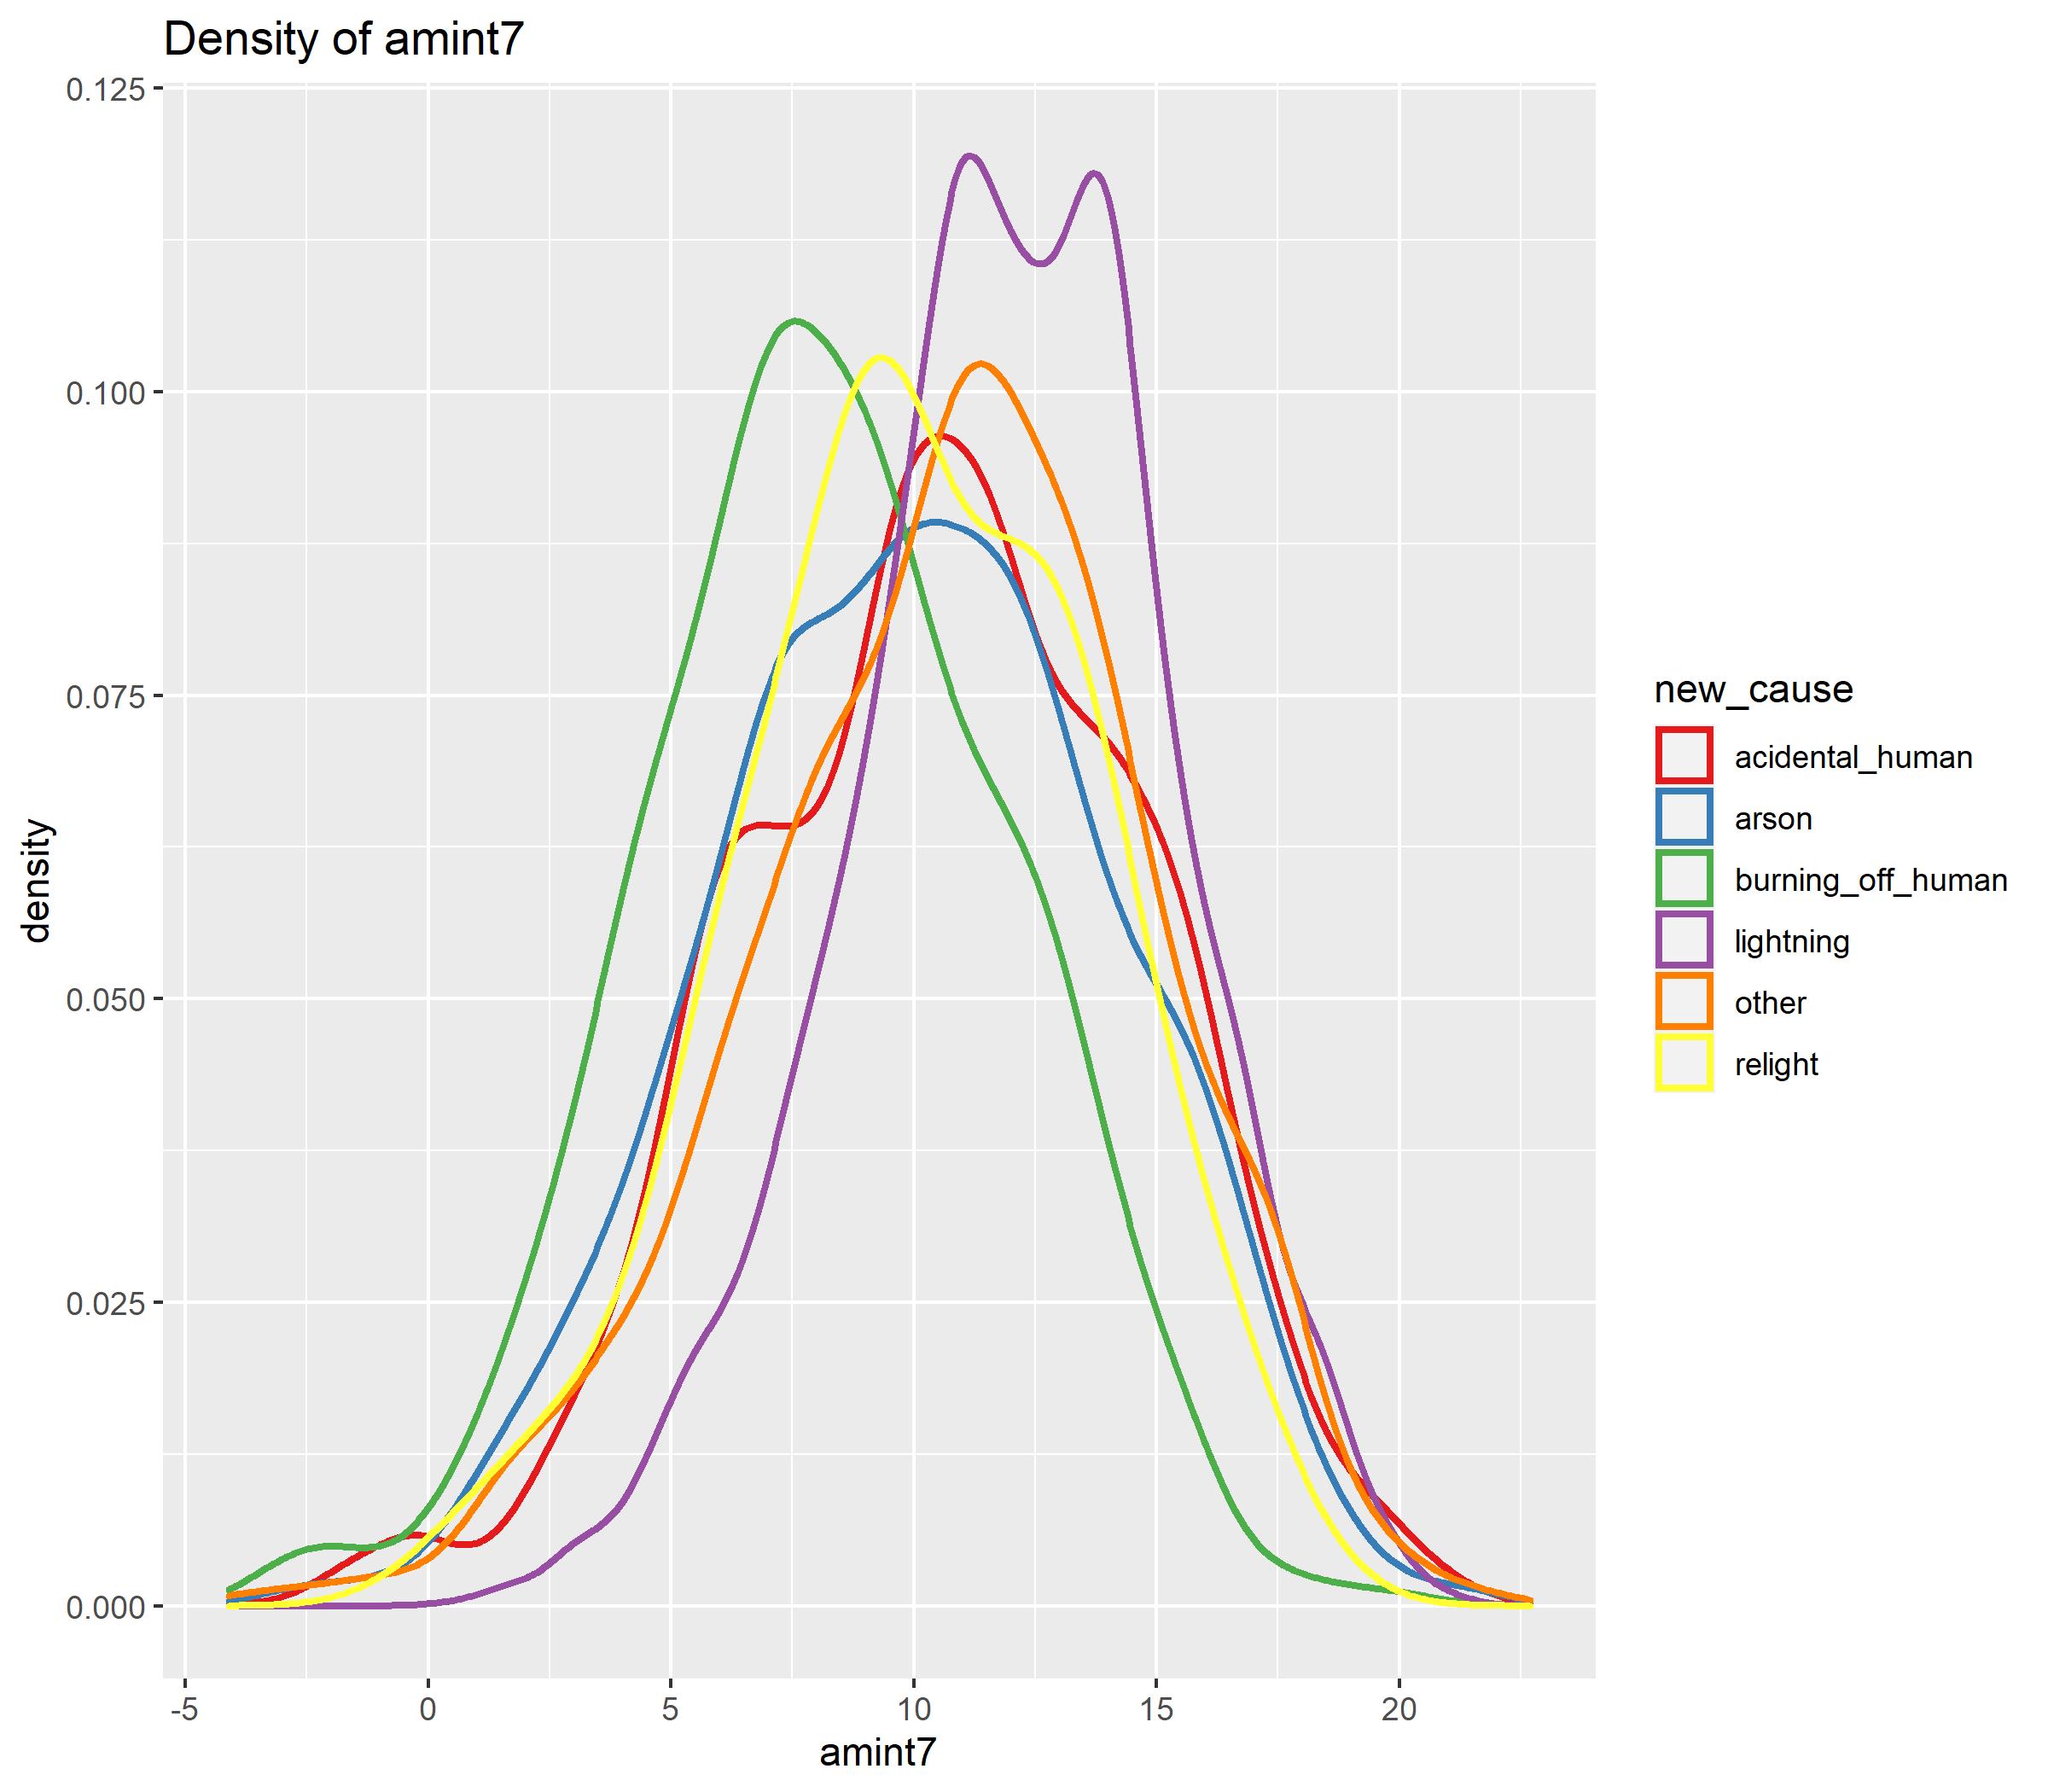 Density of amint7
0.125
0.100
0.075
0.050
0.025
0.000
density
-5 0 5 10 15 20
amint7
new_cause
acidental_human
arson
burning_off_human
lightning
other
relight